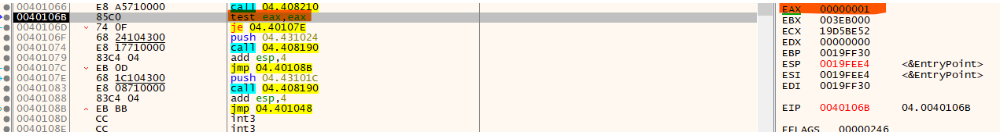 00401066 E8 A5710000 call 04.408210
0040106B 85C0 test eax,eax
0040106D 74 0F je 04.40107E
0040106F 68 24104300 push 04.431024
00401074 E8 17710000 call 04.408190
00401079 83C4 04 add esp,4
0040107C EB 0D jmp 04.40108B
0040107E 68 1C104300 push 04.43101C
00401083 E8 08710000 call 04.408190
00401088 83C4 04 add esp,4
0040108B EB BB jmp 04.401048
0040108D CC int3
0040108E CC int3
EAX 00000001
EBX 003EB000
ECX 19D5BE52
EDX 00000000
EBP 0019FF30
ESP 0019FEE4 <&EntryPoint>
ESI 0019FEE4 <&EntryPoint>
EDI 0019FF30
EIP 0040106B 04.0040106B
EFLAGS 00000246